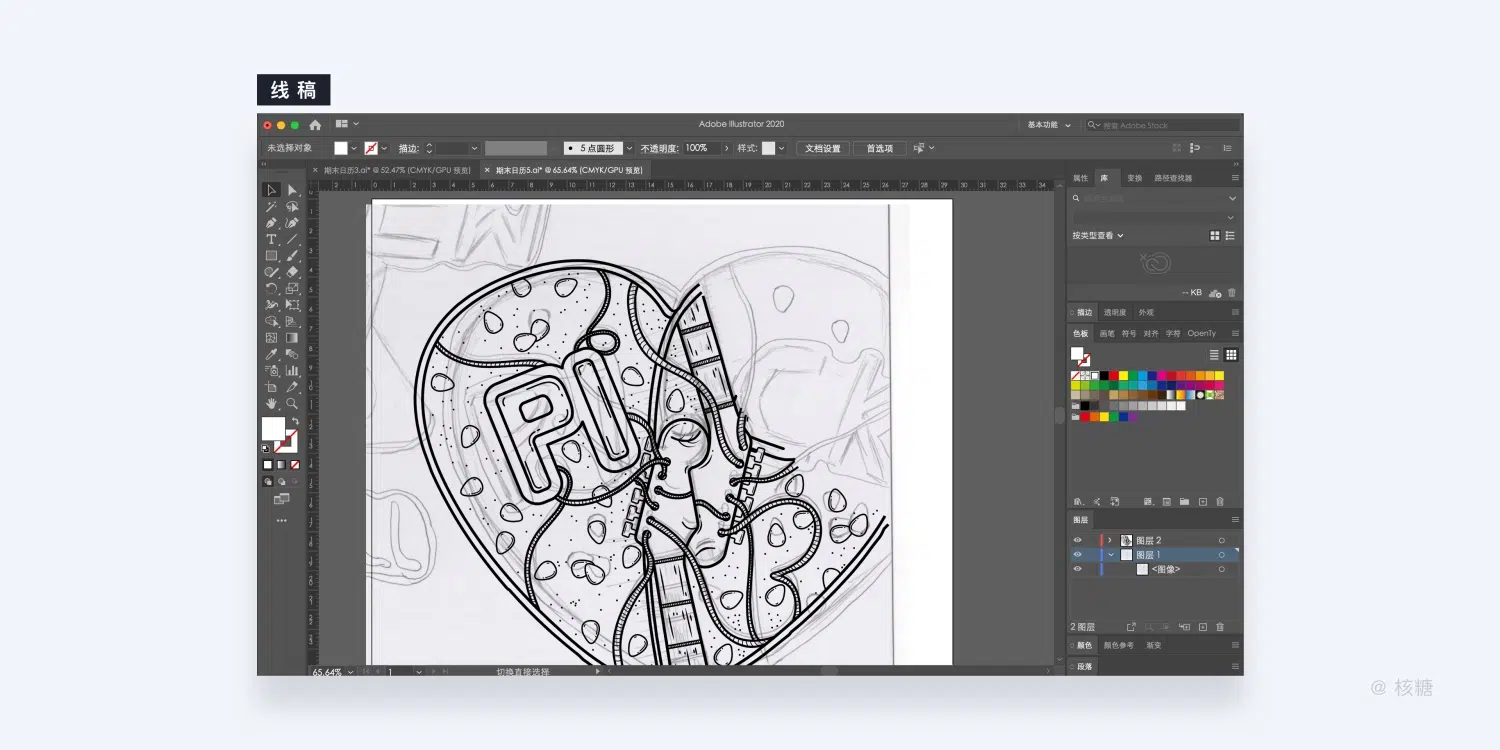 线稿
Adobe Illustrator 2020
基本功能
搜索 Adobe Stock
未选择对象
描边:
5 点圆形
不透明度: 100%
样式:
文档设置
首选项
× 期末日历3.ai* @ 52.47% (CMYK/GPU 预览)
× 期末日历5.ai* @ 65.64% (CMYK/GPU 预览)
属性 库 变换 路径查找器
按类型查看
-- KB
描边 透明度 外观
色板 画笔 符号 对齐 字符 OpenTy
Pi
图层
图层 2
图层 1
<图像>
2 图层
颜色 颜色参考 渐变
段落
65.64%
1
切换直接选择
@ 核糖